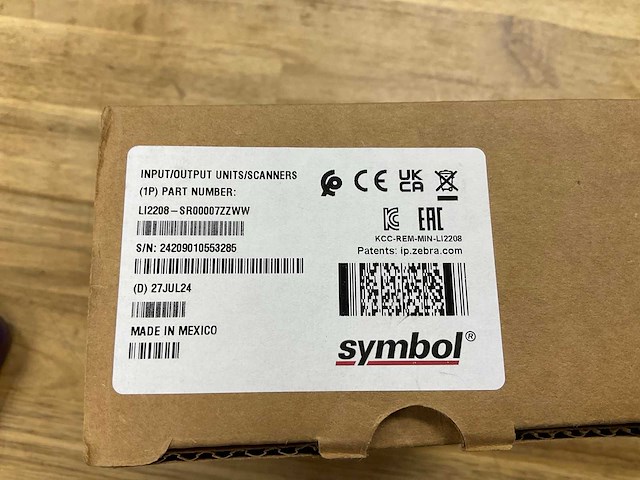 INPUT/OUTPUT UNITS/SCANNERS
(1P) PART NUMBER:
LI2208-SR00007ZZWW
S/N: 24209010553285
(D) 27JUL24
MADE IN MEXICO
CE
UK
CA
EAC
KCC-REM-MIN-LI2208
Patents: ip.zebra.com
symbol®